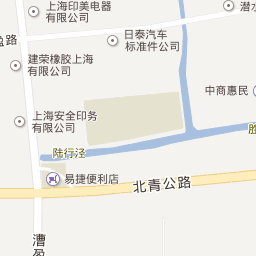 上海印美电器
有限公司
潜水
日泰汽车
标准件公司
盈路
建荣橡胶上海
有限公司
中商惠民
上海安全印务
有限公司
陆行泾
易捷便利店
北青公路
漕
盈